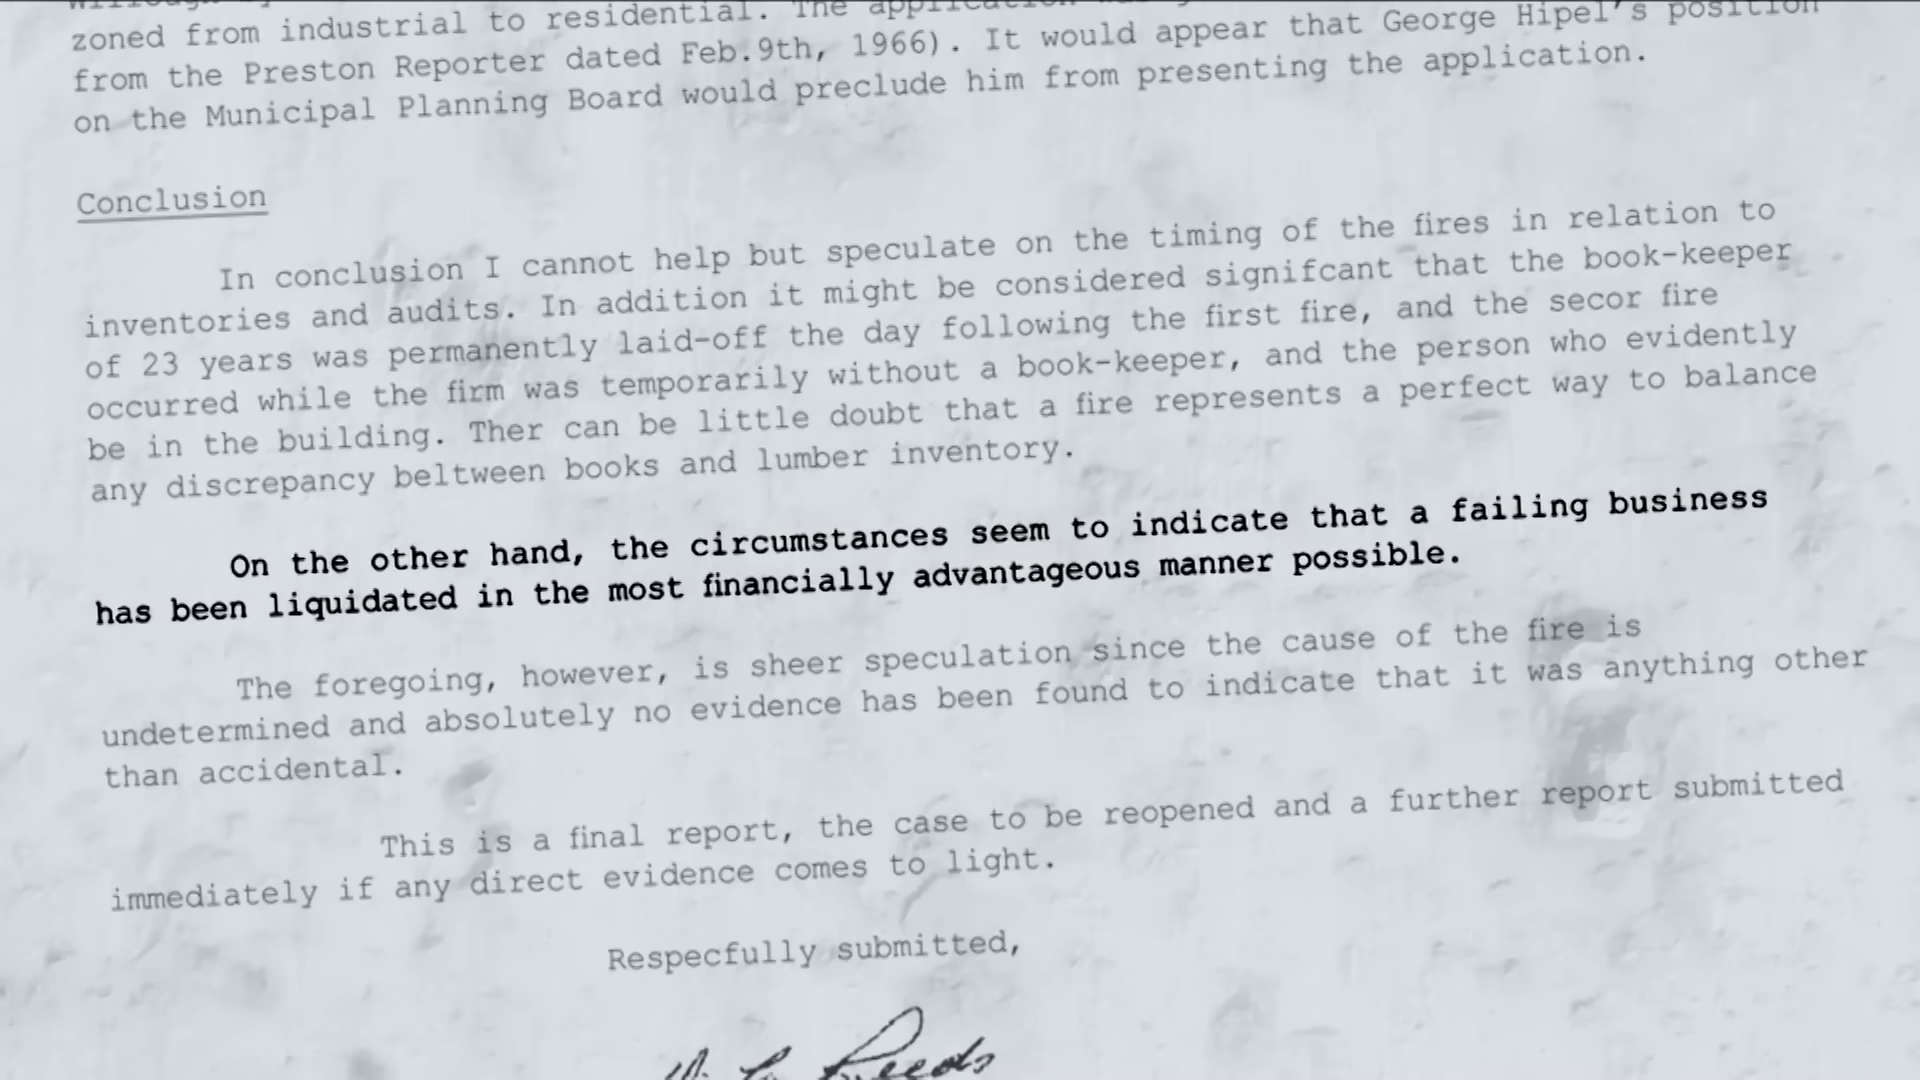 zoned from industrial to residential. The
from the Preston Reporter dated Feb.9th, 1966). It would appear that George Hipel's position
on the Municipal Planning Board would preclude him from presenting the application.
Conclusion
In conclusion I cannot help but speculate on the timing of the fires in relation to
inventories and audits. In addition it might be considered signifcant that the book-keeper
of 23 years was permanently laid-off the day following the first fire, and the secor fire
occurred while the firm was temporarily without a book-keeper, and the person who evidently
be in the building. Ther can be little doubt that a fire represents a perfect way to balance
any discrepancy beltween books and lumber inventory.
On the other hand, the circumstances seem to indicate that a failing business
has been liquidated in the most financially advantageous manner possible.
The foregoing, however, is sheer speculation since the cause of the fire is
undetermined and absolutely no evidence has been found to indicate that it was anything other
than accidental.
This is a final report, the case to be reopened and a further report submitted
immediately if any direct evidence comes to light.
Respecfully submitted,